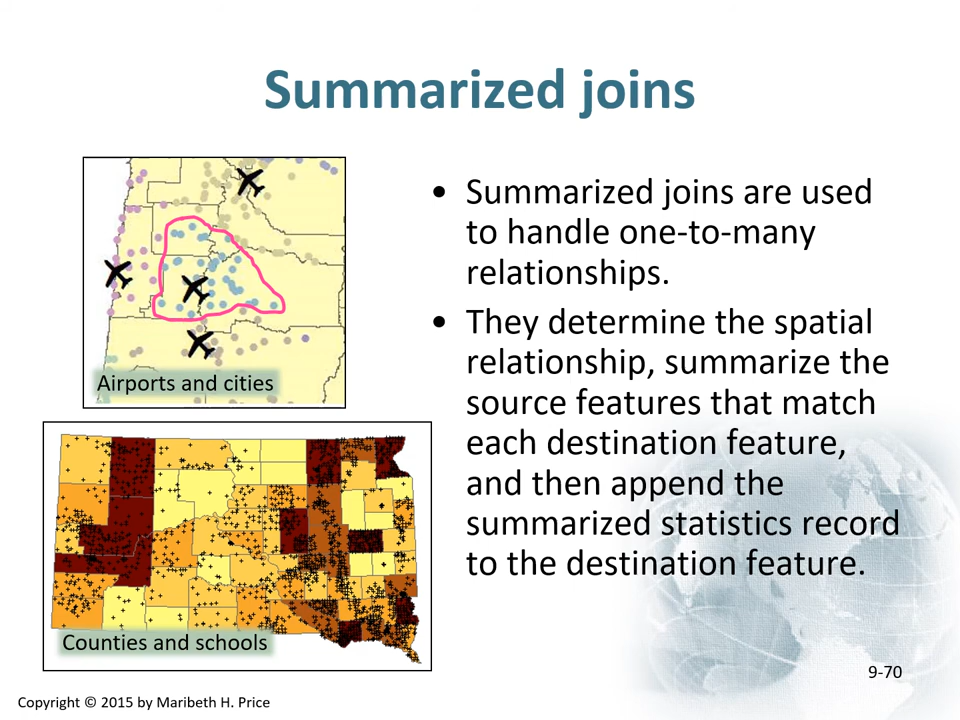 Summarized joins
Airports and cities
Counties and schools
• Summarized joins are used
to handle one-to-many
relationships.
• They determine the spatial
relationship, summarize the
source features that match
each destination feature,
and then append the
summarized statistics record
to the destination feature.
9-70
Copyright © 2015 by Maribeth H. Price